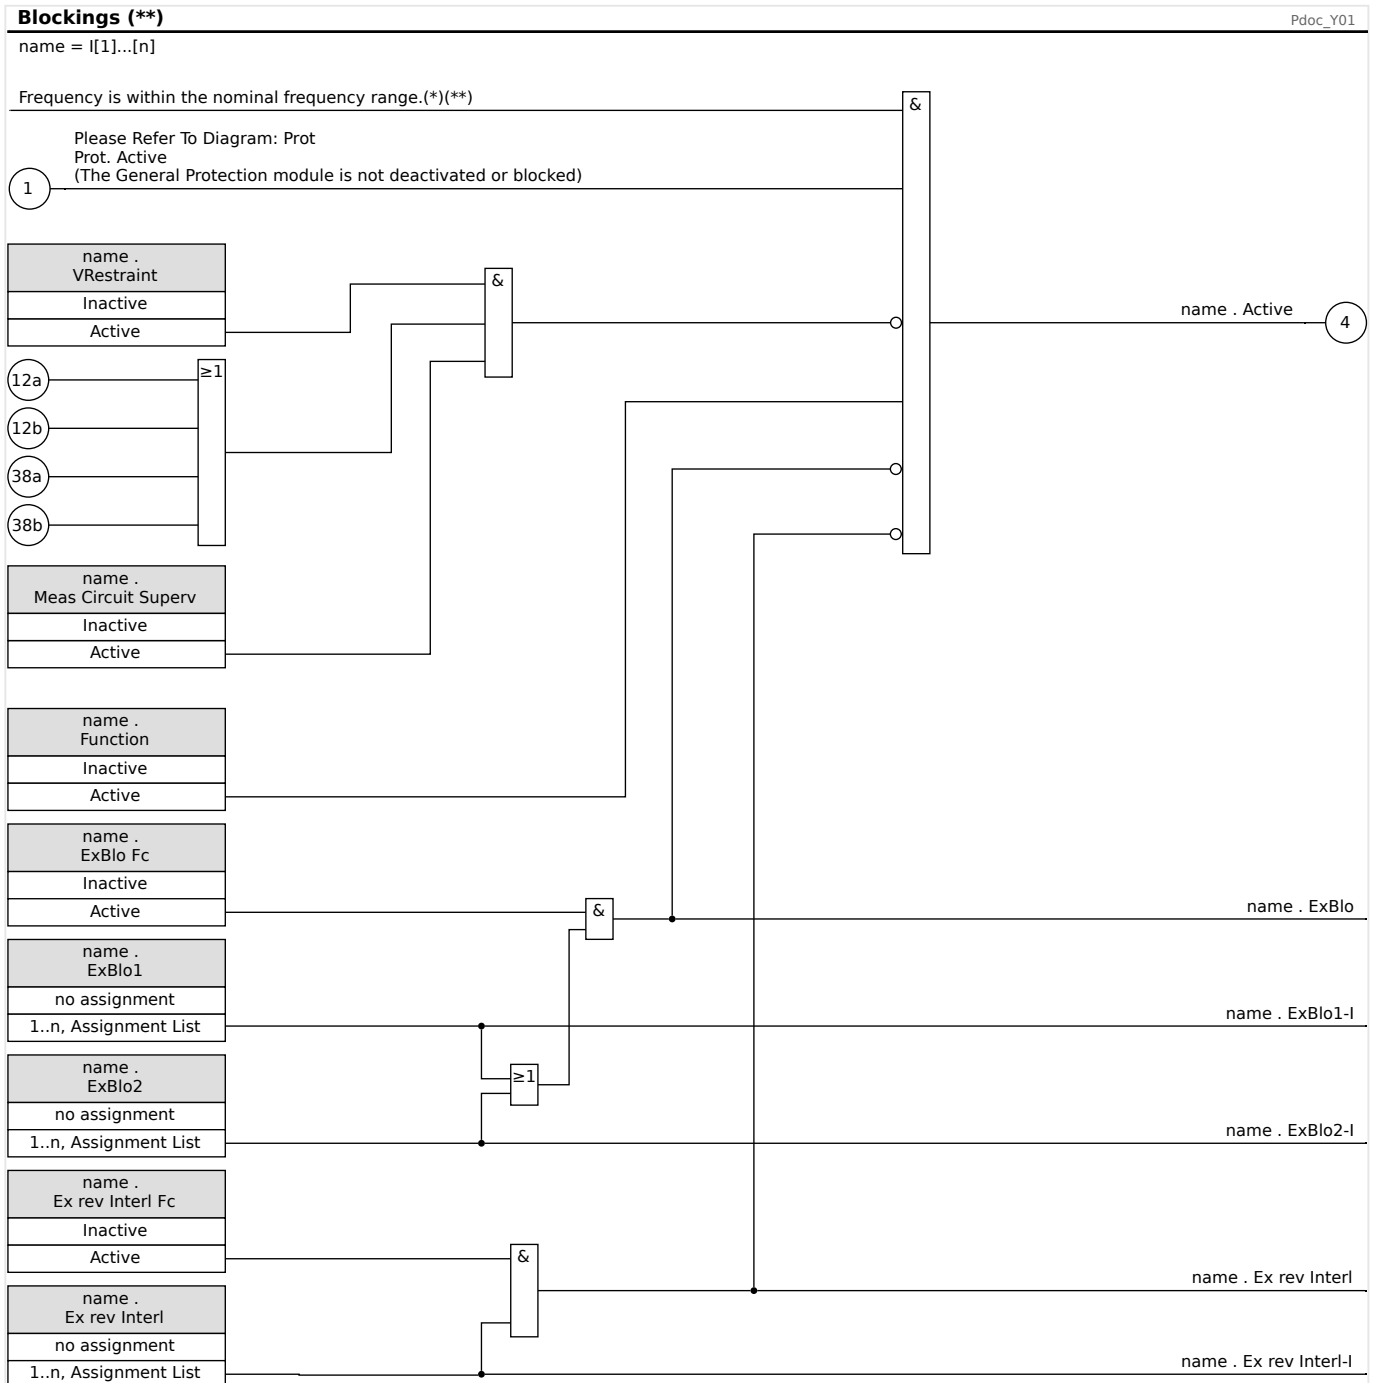 Blockings (**)
Pdoc_Y01
name = I[1]...[n]
Frequency is within the nominal frequency range.(*)(**)
&
Please Refer To Diagram: Prot
Prot. Active
(The General Protection module is not deactivated or blocked)
1
name .
VRestraint
Inactive
Active
&
name . Active
4
12a
≥1
12b
38a
38b
name .
Meas Circuit Superv
Inactive
Active
name .
Function
Inactive
Active
name .
ExBlo Fc
Inactive
Active
&
name . ExBlo
name .
ExBlo1
no assignment
1..n, Assignment List
name . ExBlo1-I
name .
ExBlo2
≥1
no assignment
1..n, Assignment List
name . ExBlo2-I
name .
Ex rev Interl Fc
Inactive
Active
&
name . Ex rev Interl
name .
Ex rev Interl
no assignment
1..n, Assignment List
name . Ex rev Interl-I